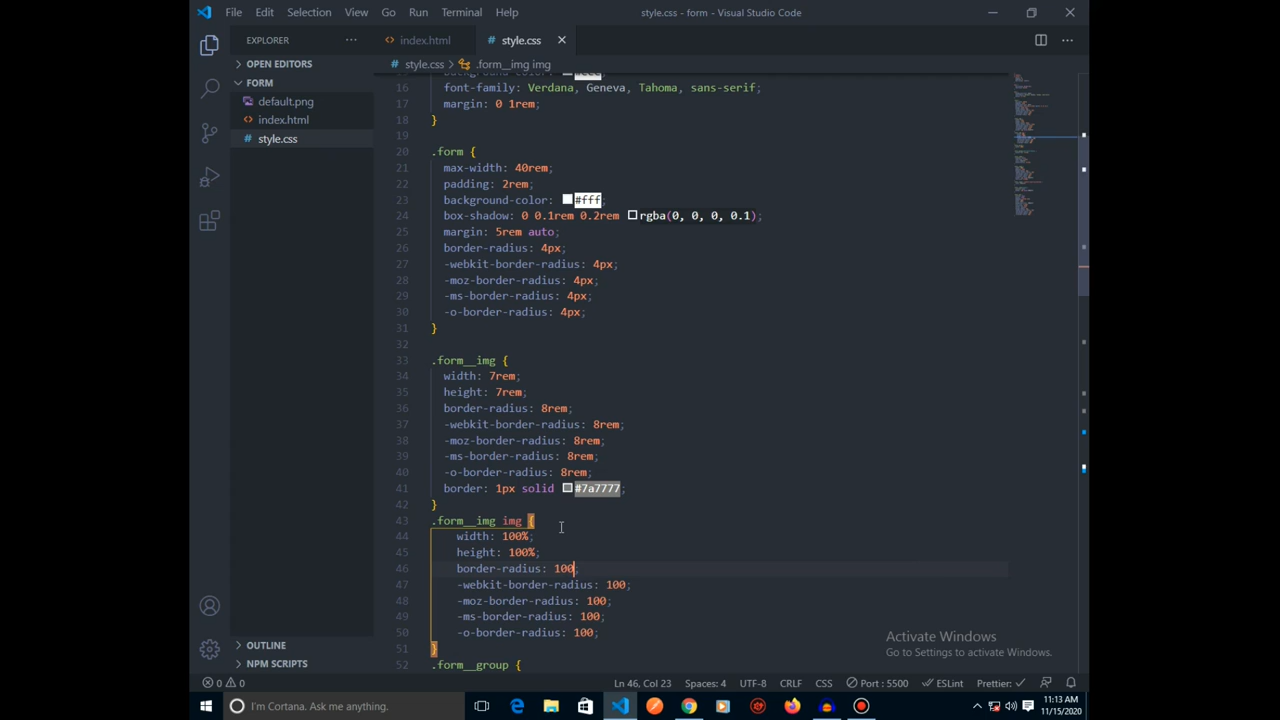 File Edit Selection View Go Run Terminal Help style.css - form - Visual Studio Code
EXPLORER
OPEN EDITORS
FORM
default.png
index.html
style.css
OUTLINE
NPM SCRIPTS
index.html style.css
style.css > .form__img img
16 font-family: Verdana, Geneva, Tahoma, sans-serif;
17 margin: 0 1rem;
18 }
19
20 .form {
21 max-width: 40rem;
22 padding: 2rem;
23 background-color: #fff;
24 box-shadow: 0 0.1rem 0.2rem rgba(0, 0, 0, 0.1);
25 margin: 5rem auto;
26 border-radius: 4px;
27 -webkit-border-radius: 4px;
28 -moz-border-radius: 4px;
29 -ms-border-radius: 4px;
30 -o-border-radius: 4px;
31 }
32
33 .form__img {
34 width: 7rem;
35 height: 7rem;
36 border-radius: 8rem;
37 -webkit-border-radius: 8rem;
38 -moz-border-radius: 8rem;
39 -ms-border-radius: 8rem;
40 -o-border-radius: 8rem;
41 border: 1px solid #7a7777;
42 }
43 .form__img img {
44 width: 100%;
45 height: 100%;
46 border-radius: 100;
47 -webkit-border-radius: 100;
48 -moz-border-radius: 100;
49 -ms-border-radius: 100;
50 -o-border-radius: 100;
51 }
52 .form__group {
Activate Windows
Go to Settings to activate Windows.
0 0 Ln 46, Col 23 Spaces: 4 UTF-8 CRLF CSS Port : 5500 ESLint Prettier:
I'm Cortana. Ask me anything.
11:13 AM
11/15/2020